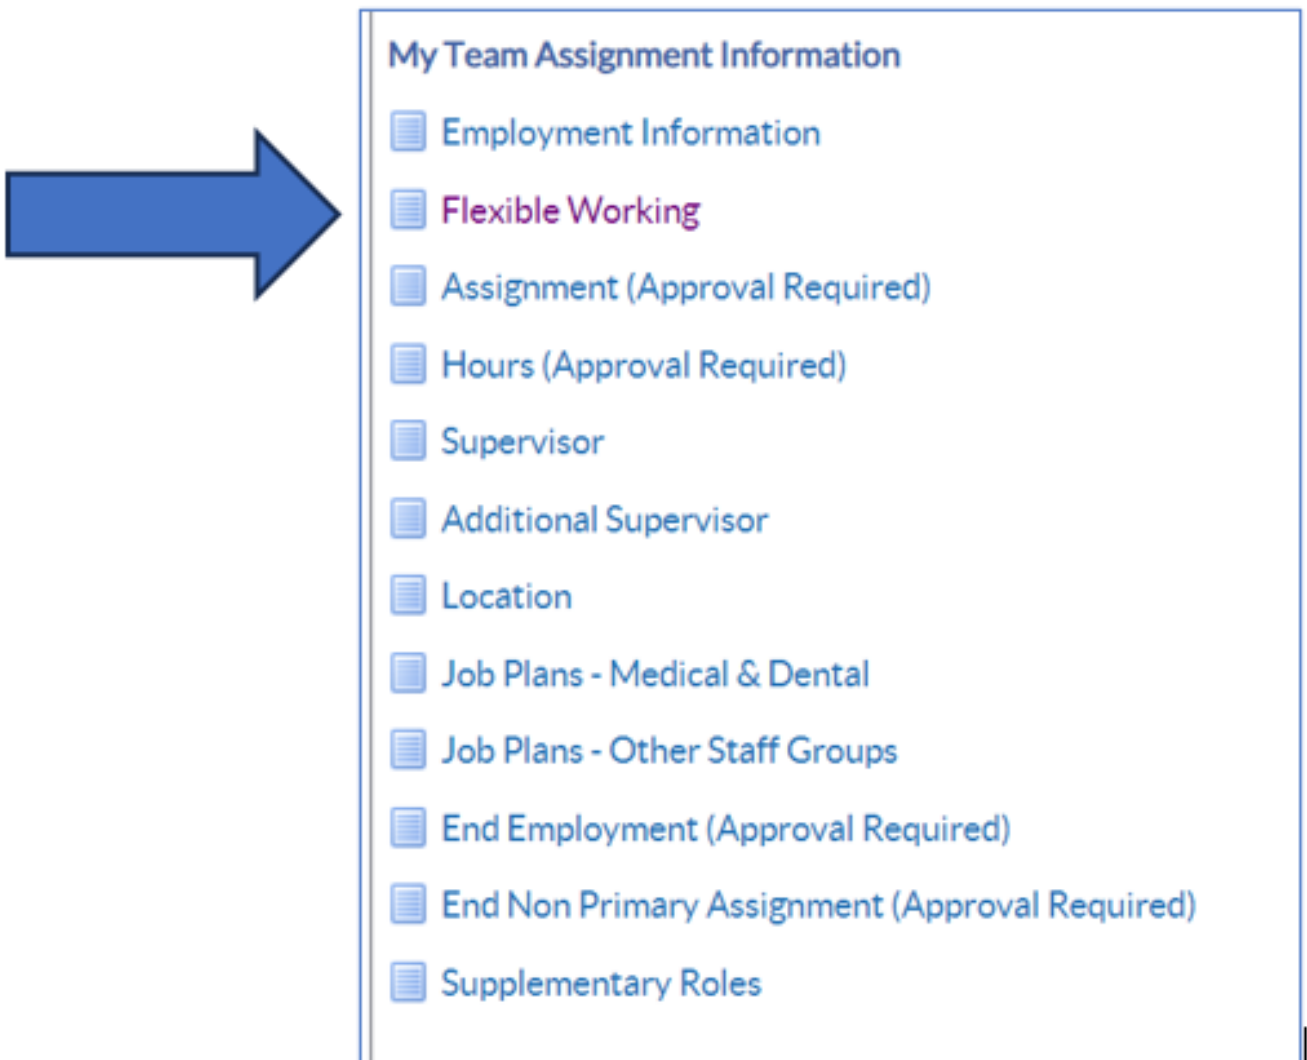 My Team Assignment Information
Employment Information
Flexible Working
Assignment (Approval Required)
Hours (Approval Required)
Supervisor
Additional Supervisor
Location
Job Plans - Medical & Dental
Job Plans - Other Staff Groups
End Employment (Approval Required)
End Non Primary Assignment (Approval Required)
Supplementary Roles